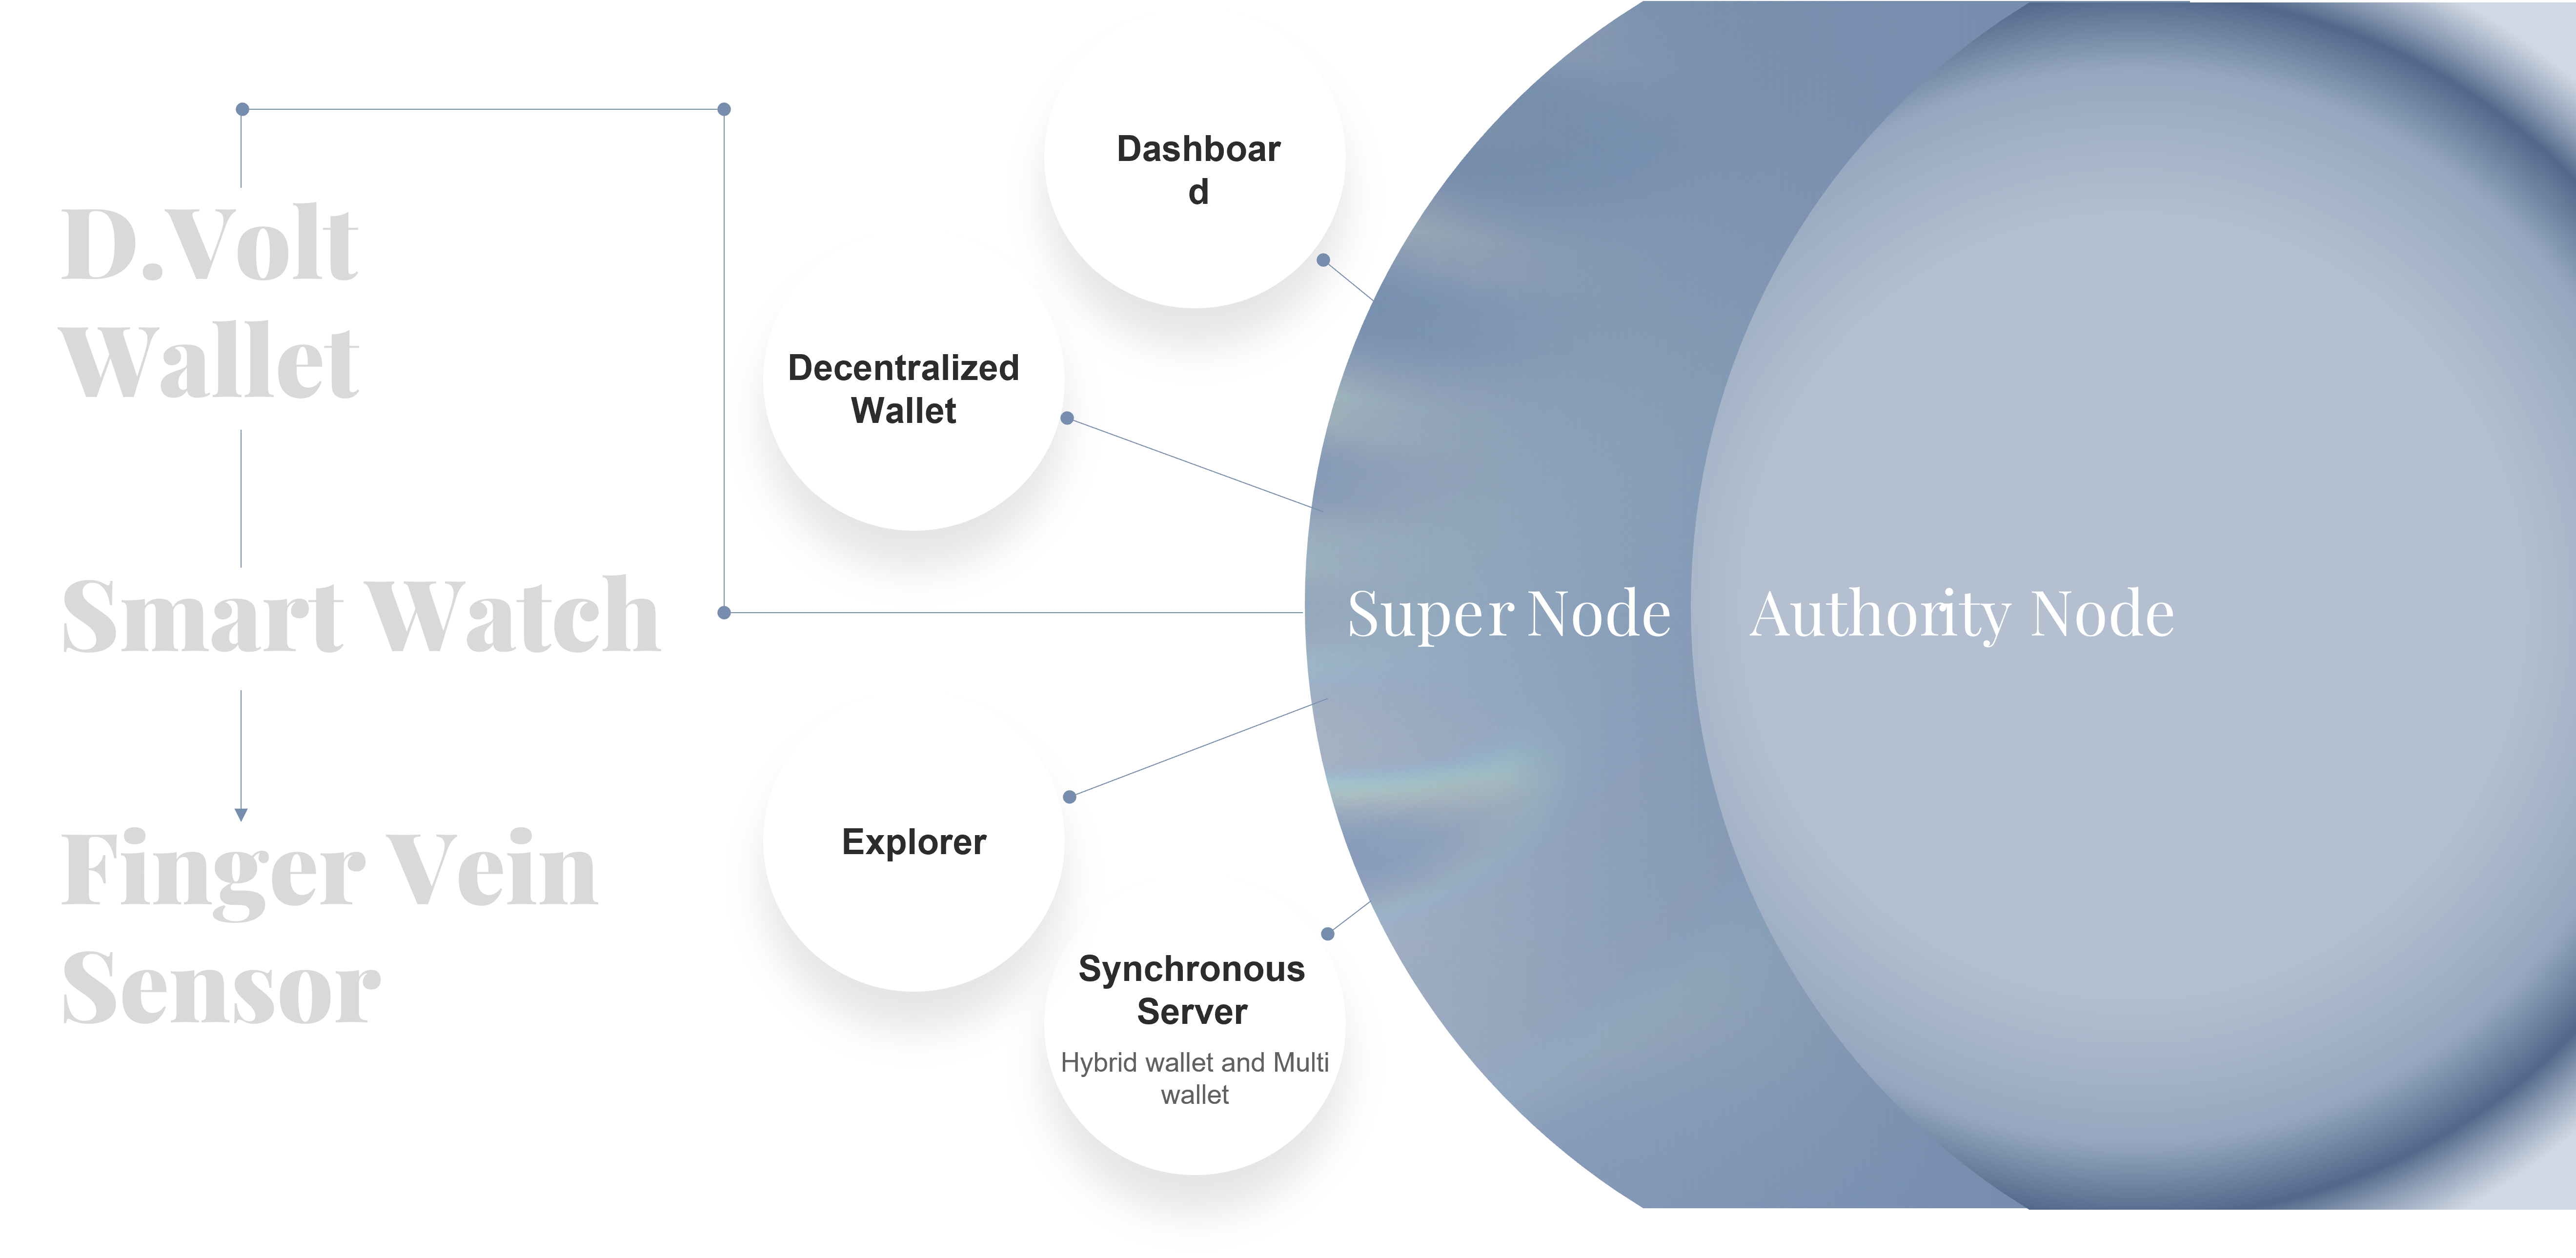 D.Volt
Wallet
Smart Watch
Finger Vein
Sensor
Dashboar
d
Decentralized
Wallet
Explorer
Synchronous
Server
Hybrid wallet and Multi
wallet
Super Node
Authority Node